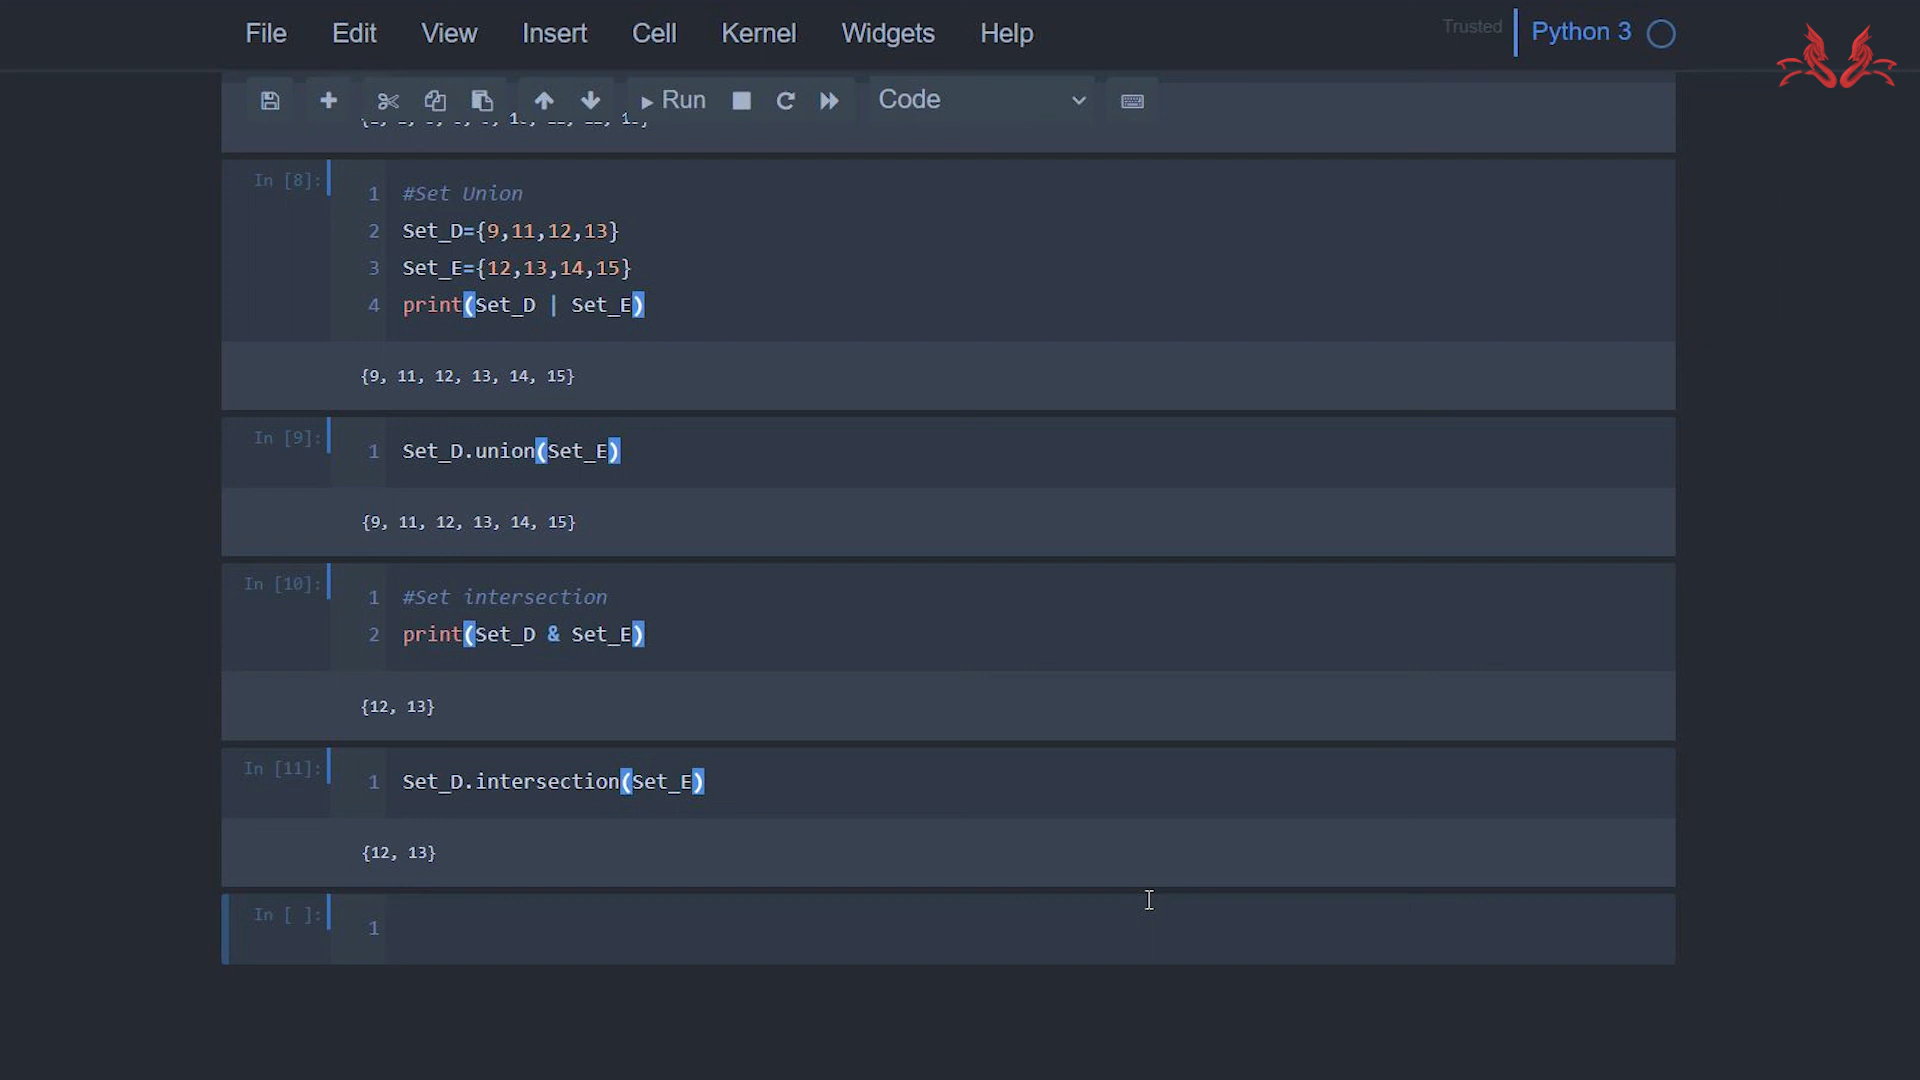 File Edit View Insert Cell Kernel Widgets Help Trusted Python 3
Run Code
In [8]:
1 #Set Union
2 Set_D={9,11,12,13}
3 Set_E={12,13,14,15}
4 print(Set_D | Set_E)
{9, 11, 12, 13, 14, 15}
In [9]:
1 Set_D.union(Set_E)
{9, 11, 12, 13, 14, 15}
In [10]:
1 #Set intersection
2 print(Set_D & Set_E)
{12, 13}
In [11]:
1 Set_D.intersection(Set_E)
{12, 13}
In [ ]:
1